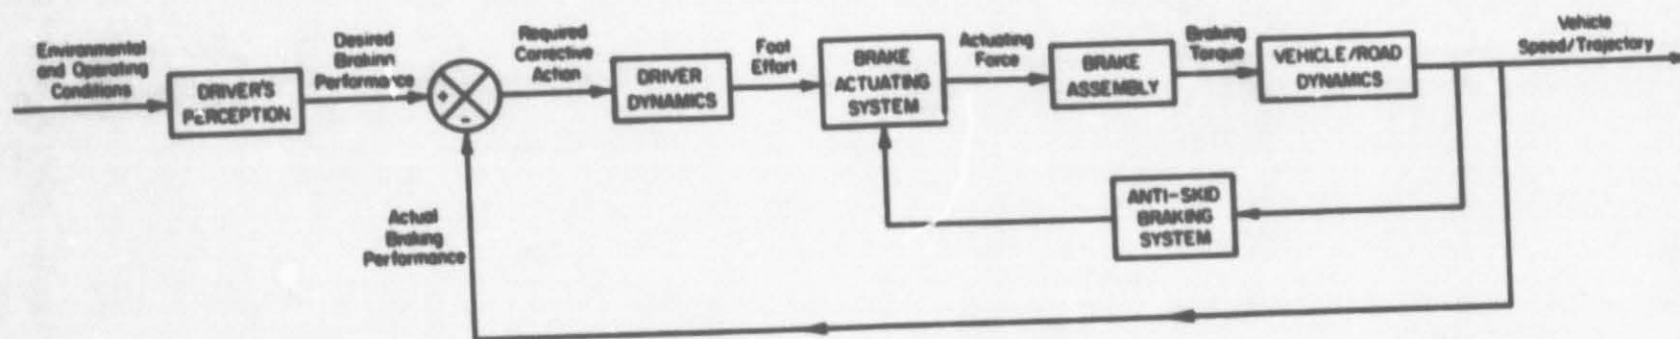 Environmental
and Operating
Conditions
DRIVER'S
PERCEPTION
Desired
Brakinn
Performance
+
-
Required
Corrective
Action
DRIVER
DYNAMICS
Foot
Effort
BRAKE
ACTUATING
SYSTEM
Actuating
Force
BRAKE
ASSEMBLY
Braking
Torque
VEHICLE/ROAD
DYNAMICS
Vehicle
Speed/Trajectory
ANTI-SKID
BRAKING
SYSTEM
Actual
Braking
Performance